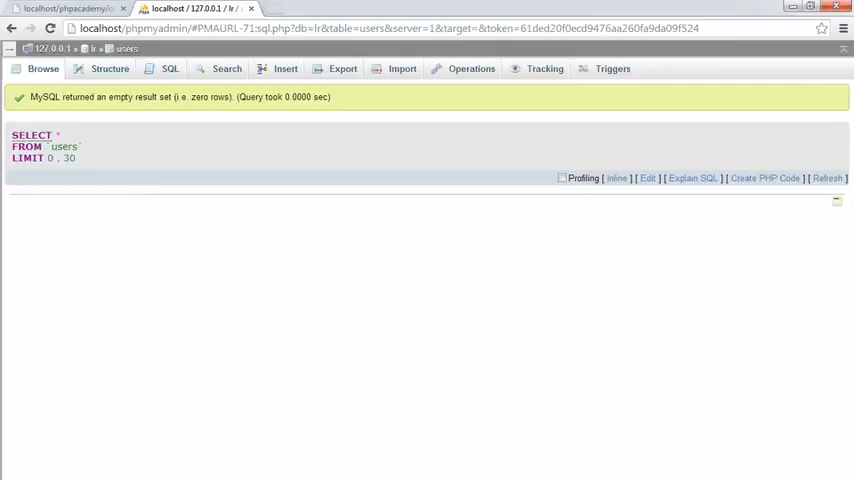 localhost/phpacademy/o
localhost / 127.0.0.1 / lr /
localhost/phpmyadmin/#PMAURL-71:sql.php?db=lr&table=users&server=1&target=&token=61ded20f0ecd9476aa260fa9da09f524
127.0.0.1 » lr » users
Browse Structure SQL Search Insert Export Import Operations Tracking Triggers
MySQL returned an empty result set (i.e. zero rows). (Query took 0.0000 sec)
SELECT *
FROM `users`
LIMIT 0 , 30
Profiling [ Inline ] [ Edit ] [ Explain SQL ] [ Create PHP Code ] [ Refresh ]